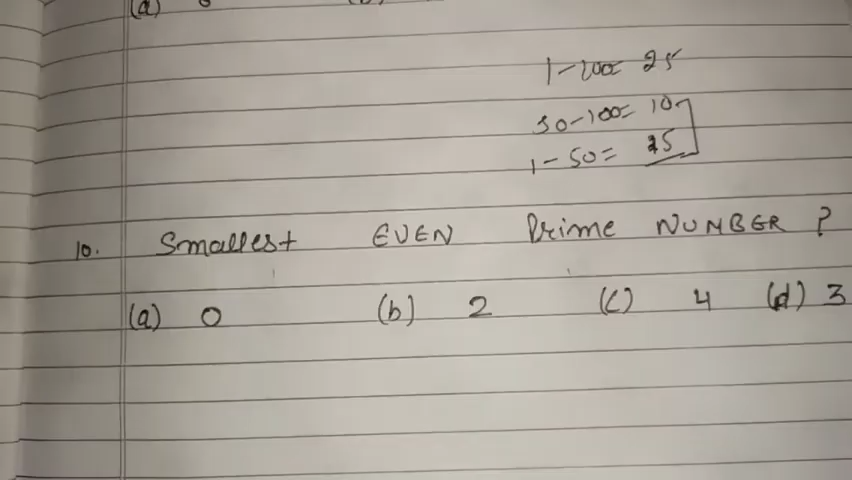 (a)
1-100= 25
50-100= 10
1-50= 15
10. Smallest EVEN Prime NUMBER ?
(a) 0 (b) 2 (c) 4 (d) 3